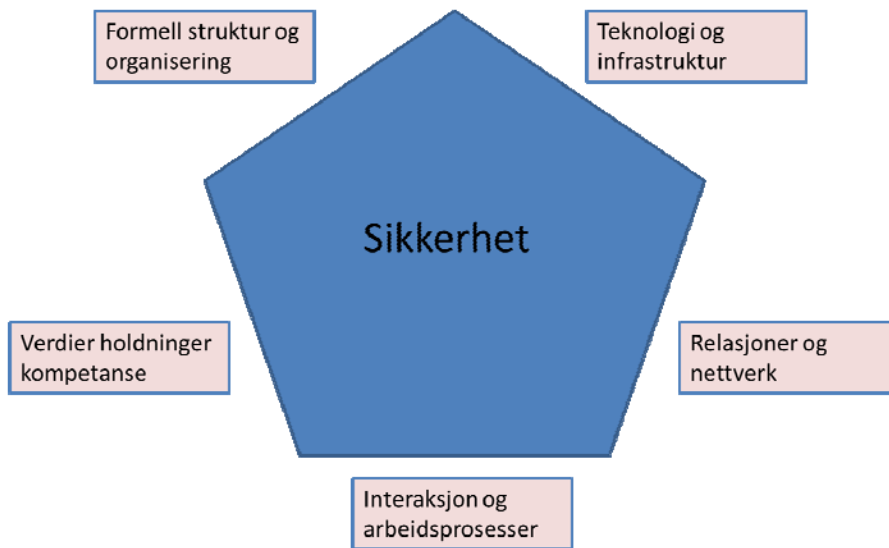 Formell struktur og
organisering
Teknologi og
infrastruktur
Sikkerhet
Verdier holdninger
kompetanse
Relasjoner og
nettverk
Interaksjon og
arbeidsprosesser